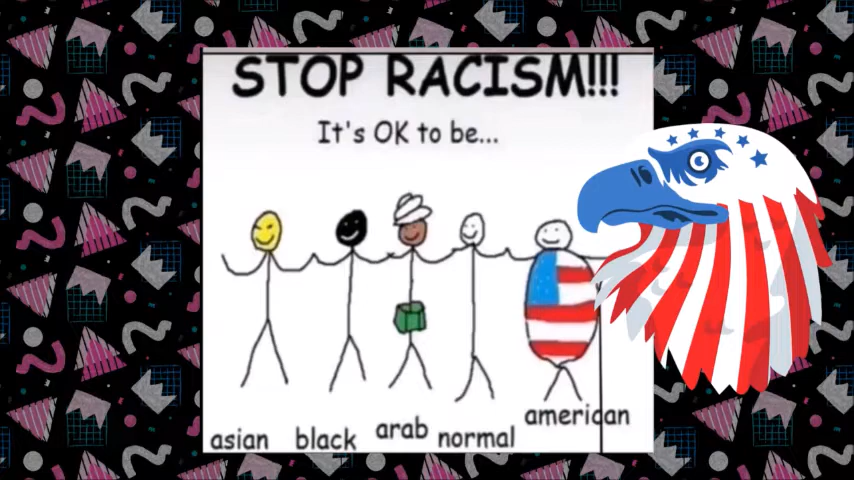 STOP RACISM!!!
It's OK to be...
asian black arab normal american